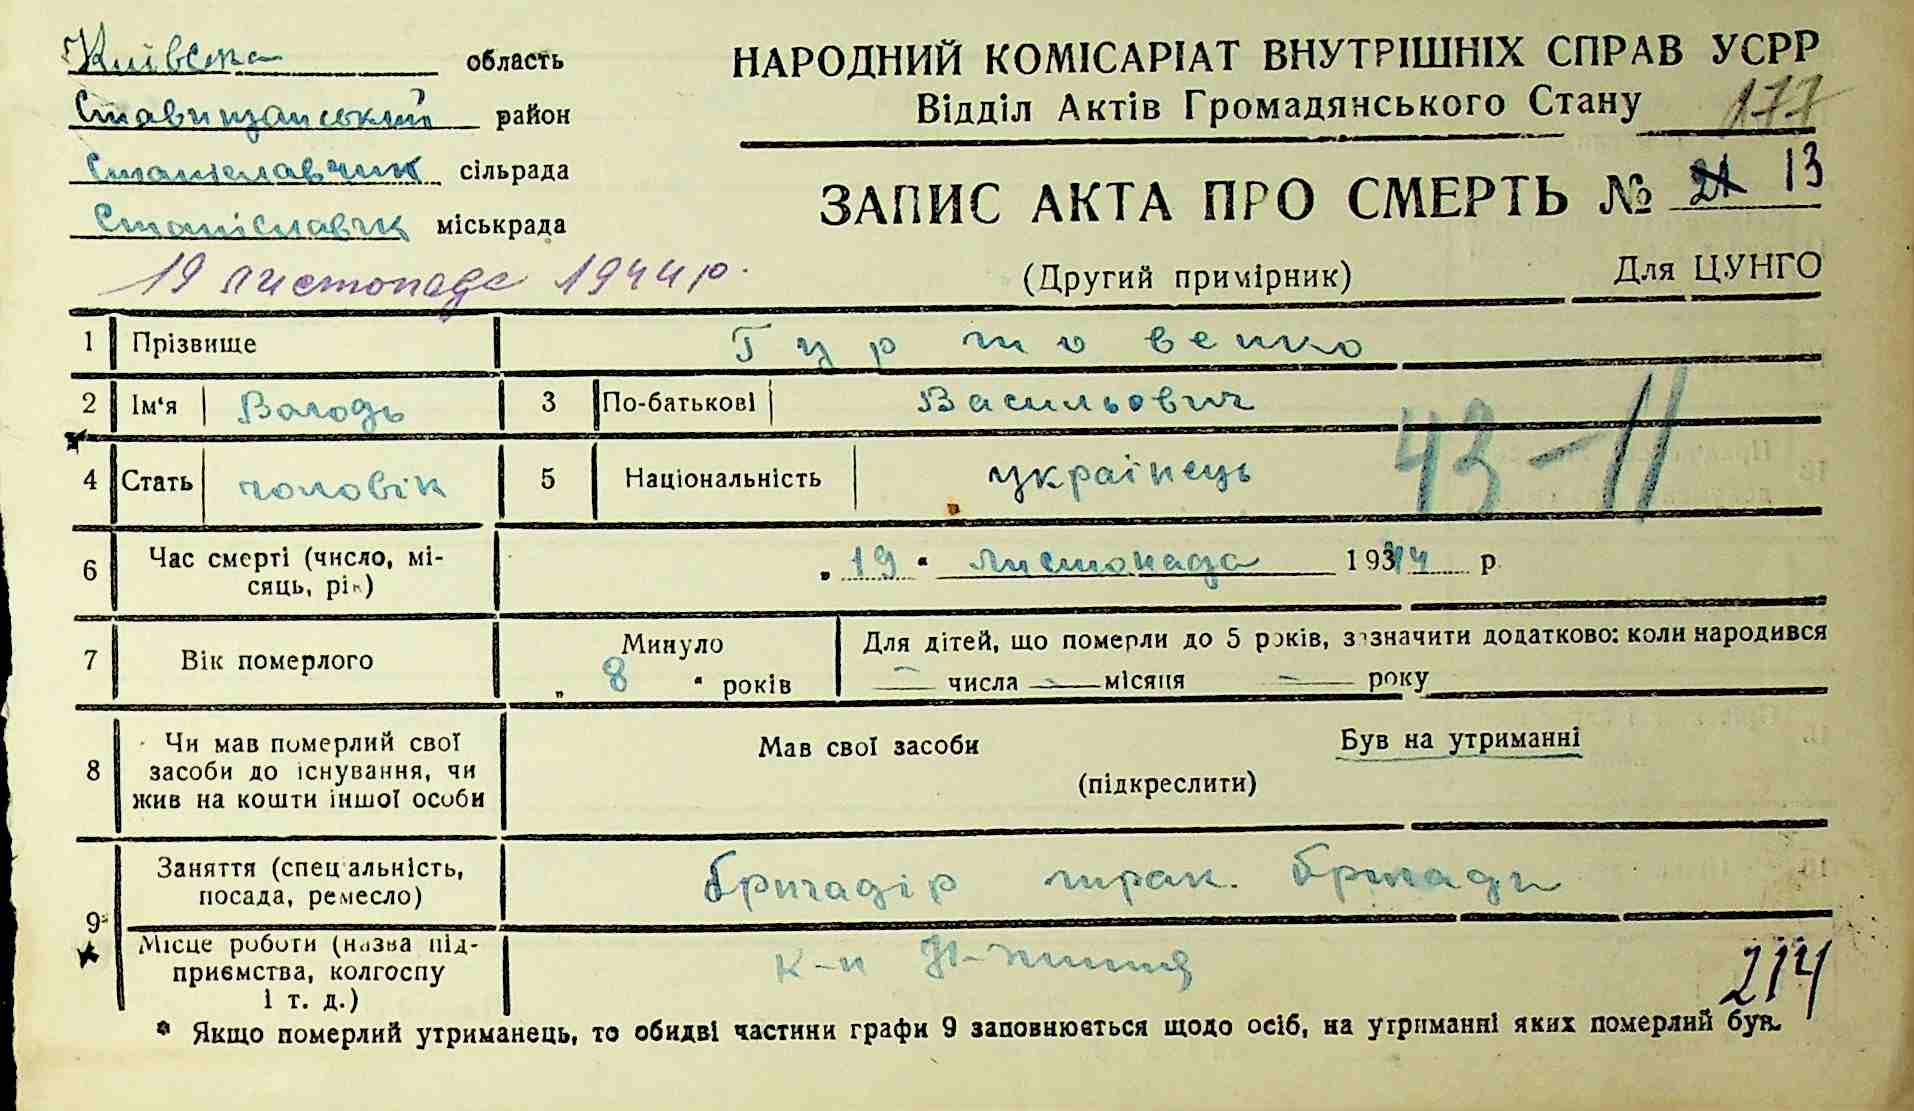 Київська область
Ставищанський район
Станіславчик сільрада
Станіславчик міськрада
19 листопада 1944 р.
НАРОДНИЙ КОМІСАРІАТ ВНУТРІШНІХ СПРАВ УСРР
Відділ Актів Громадянського Стану
177
ЗАПИС АКТА ПРО СМЕРТЬ № 21 13
(Другий примірник) Для ЦУНГО
1 Прізвище Гуртовенко
2 Ім'я Володь 3 По-батькові Васильович
43-11
4 Стать чоловік 5 Національність українець
6 Час смерті (число, мі-
сяць, рік) „ 19 " листопада 1944 р.
7 Вік померлого Минуло „ 8 " років
Для дітей, що померли до 5 років, зазначити додатково: коли народився
— числа — місяця — року
8 Чи мав померлий свої
засоби до існування, чи
жив на кошти іншої особи
Мав свої засоби Був на утриманні
(підкреслити)
9 Заняття (спеціальність,
посада, ремесло) бригадір трак. бригади
Місце роботи (назва під-
приємства, колгоспу
і т. д.) к-п
214
* Якщо померлий утриманець, то обидві частини графи 9 заповнюється щодо осіб, на утриманні яких померлий був.